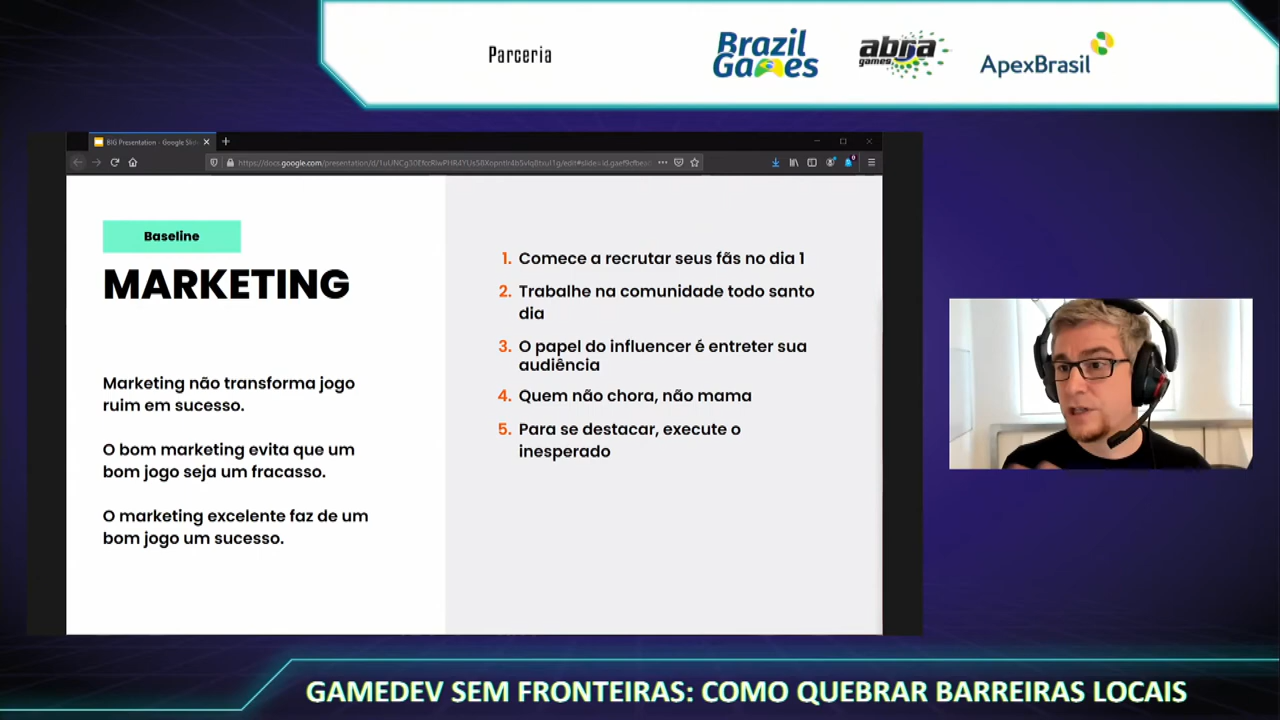 Parceria
Brazil
Games
abra
games
ApexBrasil
BIG Presentation - Google Slid
Baseline
MARKETING
Marketing não transforma jogo
ruim em sucesso.
O bom marketing evita que um
bom jogo seja um fracasso.
O marketing excelente faz de um
bom jogo um sucesso.
1. Comece a recrutar seus fãs no dia 1
2. Trabalhe na comunidade todo santo
dia
3. O papel do influencer é entreter sua
audiência
4. Quem não chora, não mama
5. Para se destacar, execute o
inesperado
GAMEDEV SEM FRONTEIRAS: COMO QUEBRAR BARREIRAS LOCAIS